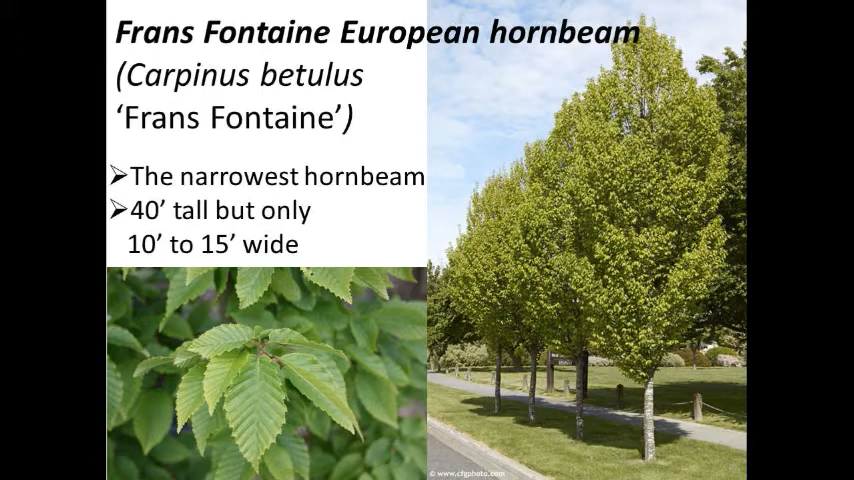 Frans Fontaine European hornbeam
(Carpinus betulus
‘Frans Fontaine’)
➢The narrowest hornbeam
➢40’ tall but only
10’ to 15’ wide
© www.cfgphoto.com